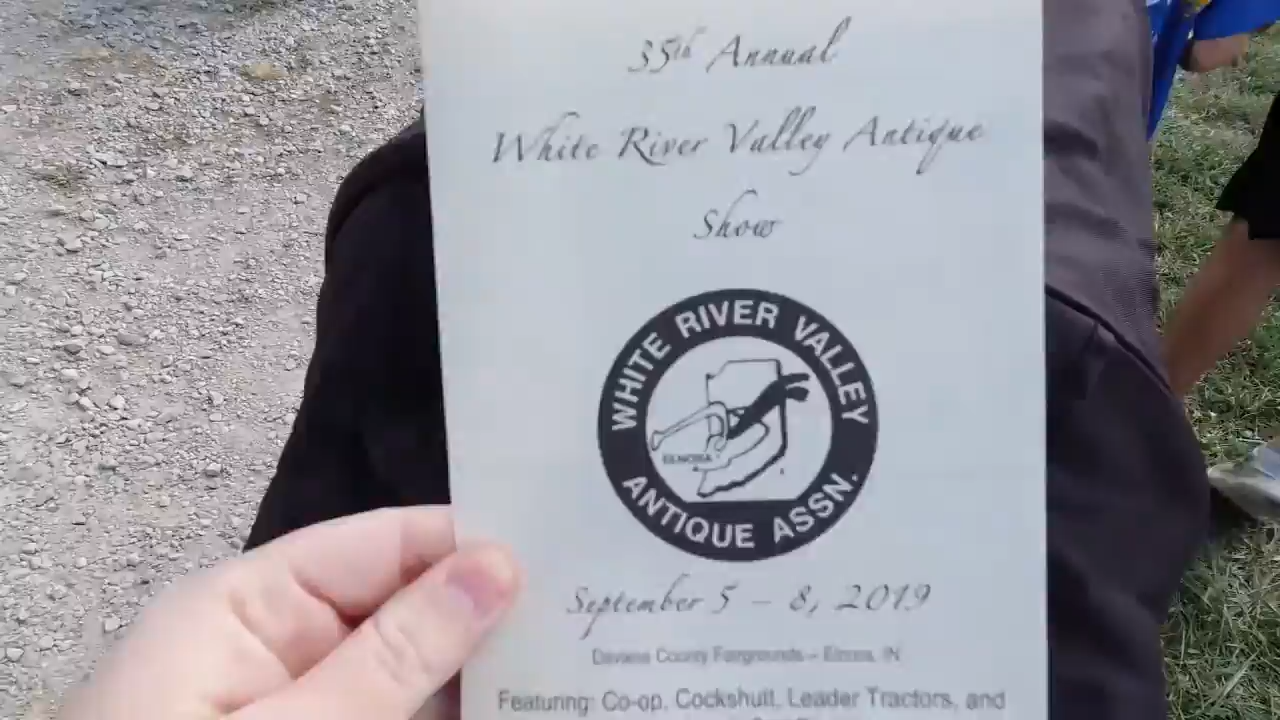 35th Annual
White River Valley Antique
Show
WHITE RIVER VALLEY
ELNORA
ANTIQUE ASSN.
September 5 – 8, 2019
Daviess County Fairgrounds – Elnora, IN
Featuring: Co-op, Cockshutt, Leader Tractors, and